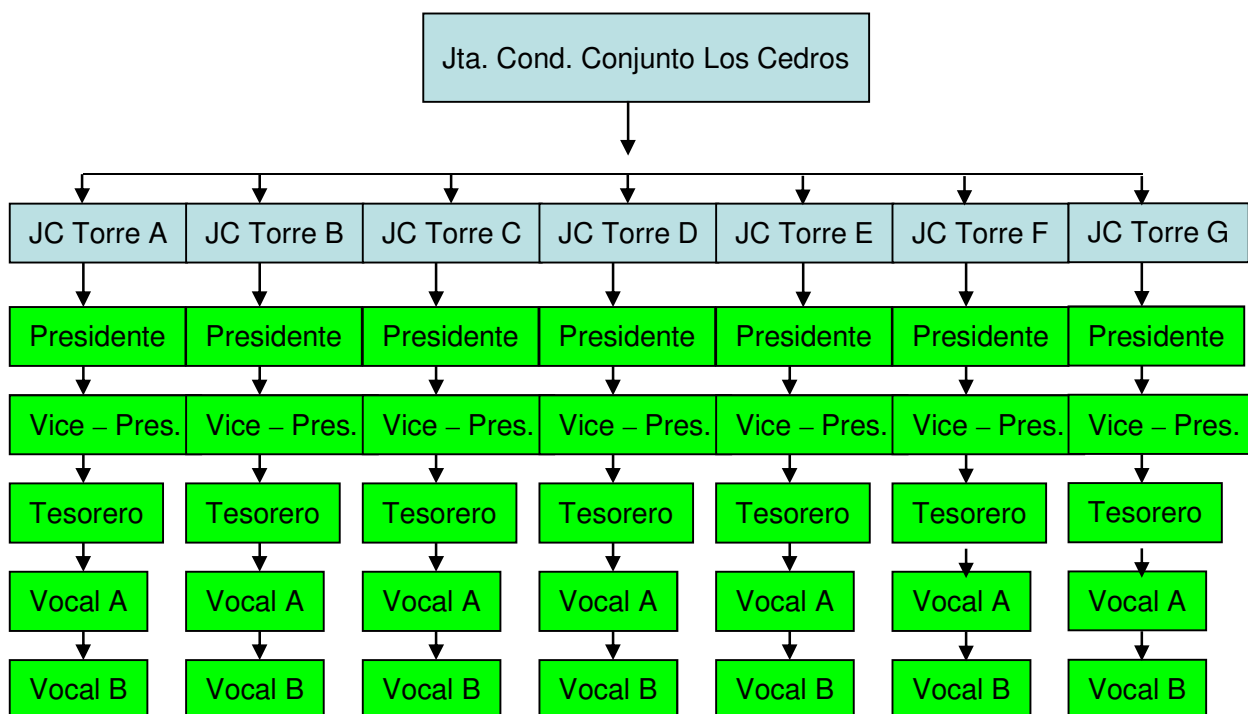 Jta. Cond. Conjunto Los Cedros
JC Torre A JC Torre B JC Torre C JC Torre D JC Torre E JC Torre F JC Torre G
Presidente Presidente Presidente Presidente Presidente Presidente Presidente
Vice – Pres. Vice – Pres. Vice – Pres. Vice – Pres. Vice – Pres. Vice – Pres. Vice – Pres.
Tesorero Tesorero Tesorero Tesorero Tesorero Tesorero Tesorero
Vocal A Vocal A Vocal A Vocal A Vocal A Vocal A Vocal A
Vocal B Vocal B Vocal B Vocal B Vocal B Vocal B Vocal B